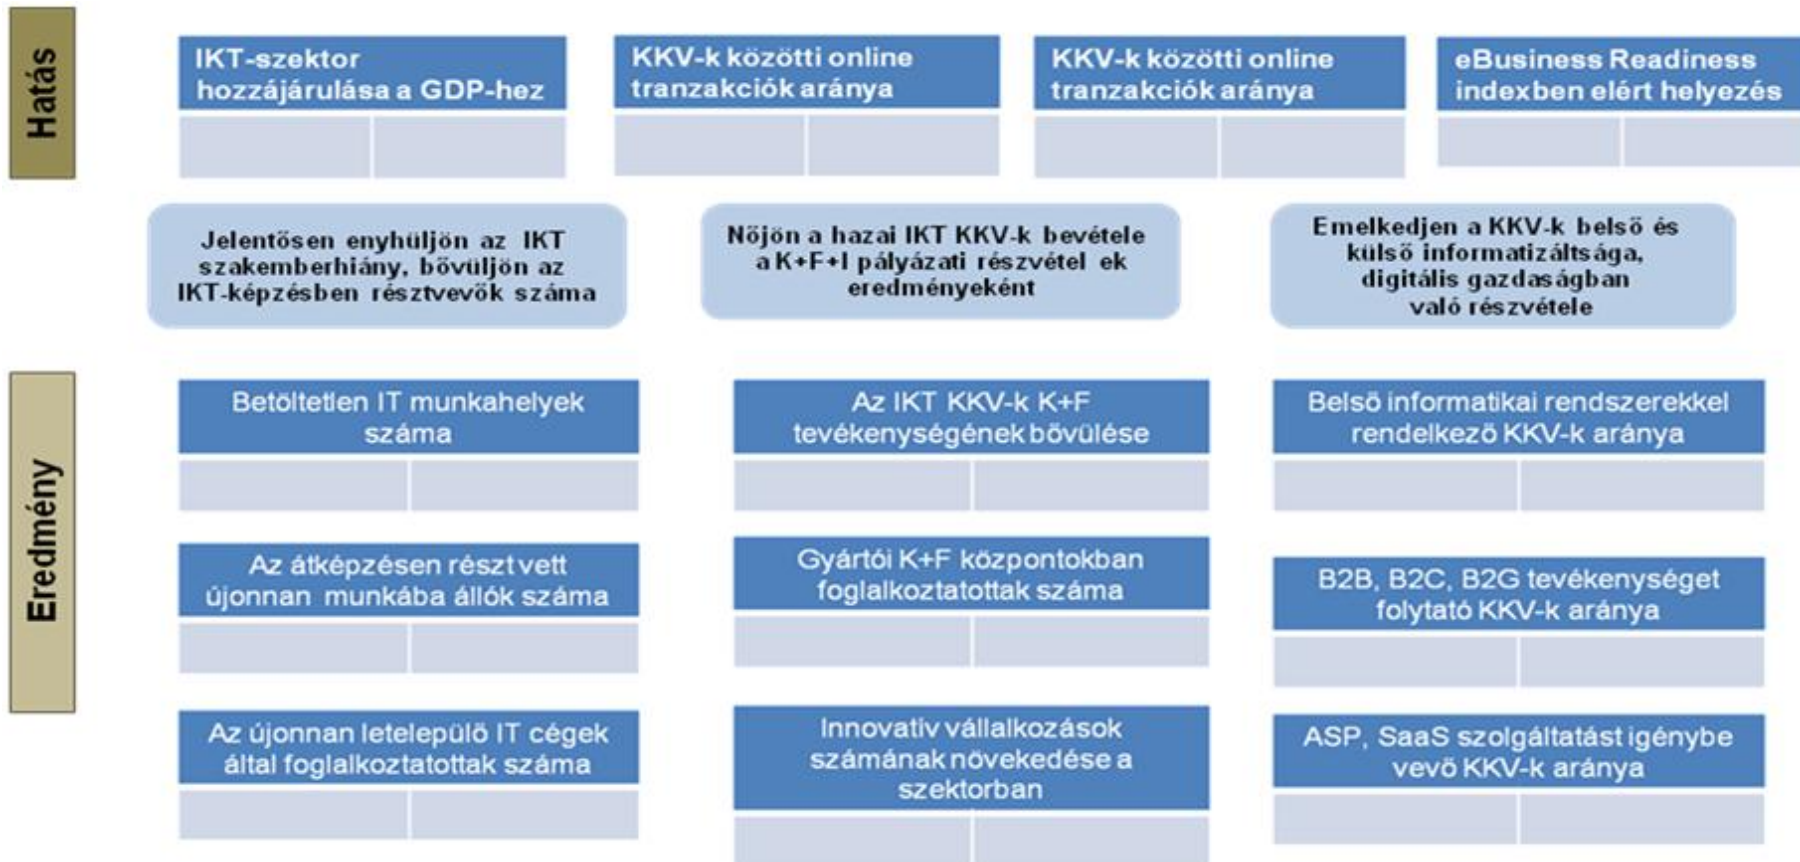 Hatás
IKT-szektor
hozzájárulása a GDP-hez
KKV-k közötti online
tranzakciók aránya
KKV-k közötti online
tranzakciók aránya
eBusiness Readiness
indexben elért helyezés
Jelentősen enyhüljön az IKT
szakemberhiány, bővüljön az
IKT-képzésben résztvevők száma
Nőjön a hazai IKT KKV-k bevétele
a K+F+I pályázati részvétel ek
eredményeként
Emelkedjen a KKV-k belső és
külső informatizáltsága,
digitális gazdaságban
való részvétele
Eredmény
Betöltetlen IT munkahelyek
száma
Az átképzésen részt vett
újonnan munkába állók száma
Az újonnan letelepülő IT cégek
által foglalkoztatottak száma
Az IKT KKV-k K+F
tevékenységének bővülése
Gyártói K+F központokban
foglalkoztatottak száma
Innovatív vállalkozások
számának növekedése a
szektorban
Belső informatikai rendszerekkel
rendelkező KKV-k aránya
B2B, B2C, B2G tevékenységet
folytató KKV-k aránya
ASP, SaaS szolgáltatást igénybe
vevő KKV-k aránya